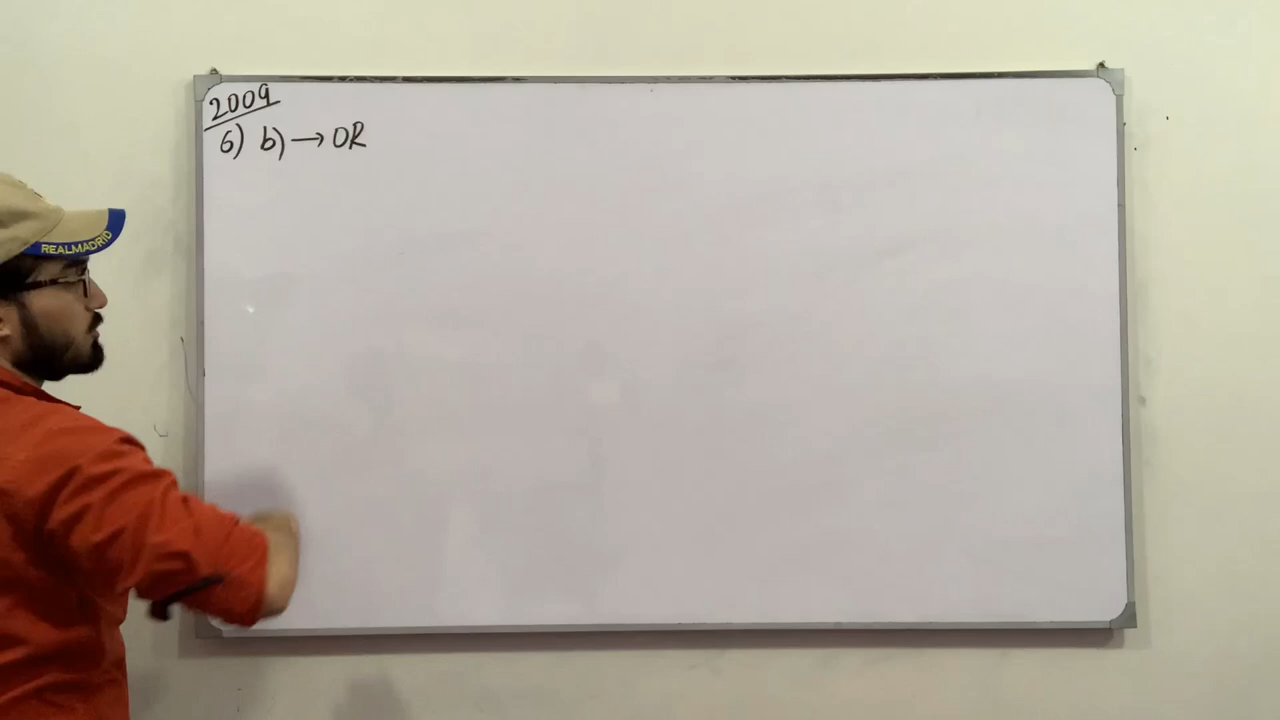 2009
6) b) → OR
REALMADRID